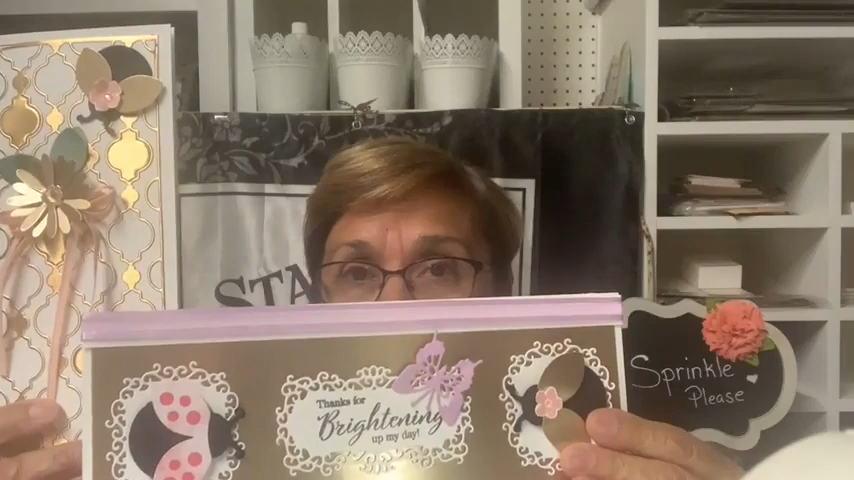 STA
Thanks for
Brightening
up my day!
Sprinkle
Please